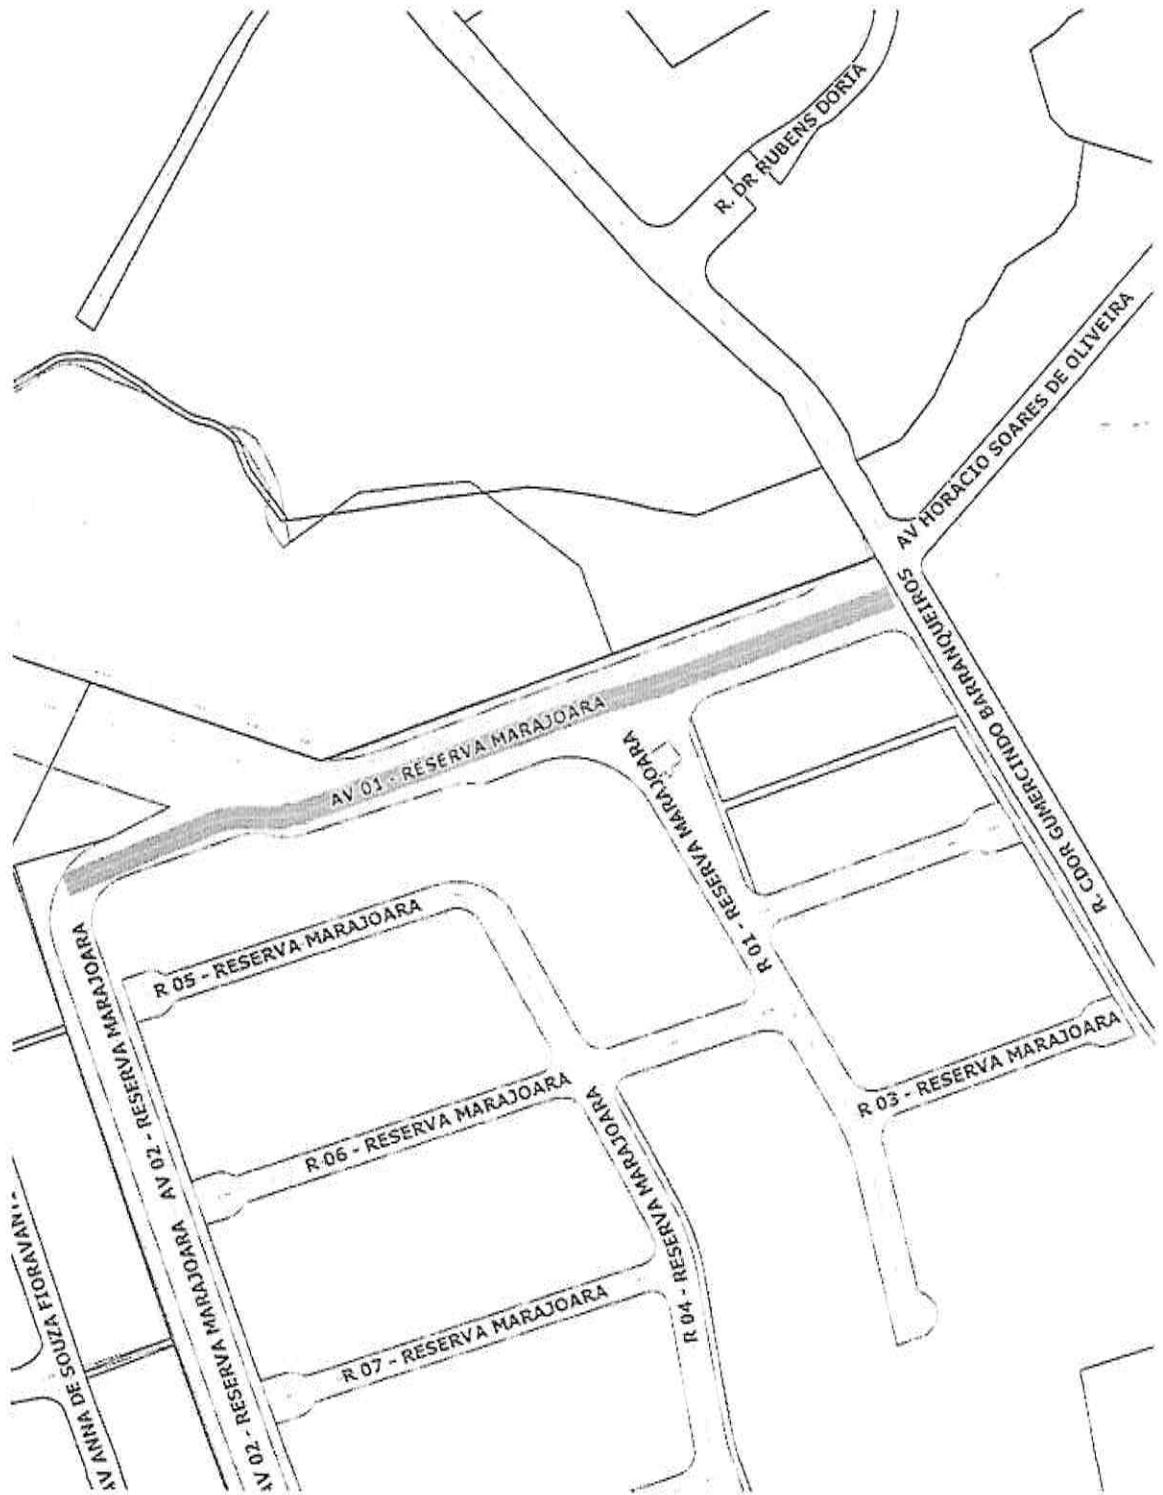 R. DR RUBENS DORIA
AV HORACIO SOARES DE OLIVEIRA
R. CDOR GUMERCINDO BARRANQUEIROS
AV 01 - RESERVA MARAJOARA
R 01 - RESERVA MARAJOARA
R 05 - RESERVA MARAJOARA
AV 02 - RESERVA MARAJOARA
R 03 - RESERVA MARAJOARA
R 06 - RESERVA MARAJOARA
R 04 - RESERVA MARAJOARA
AV 02 - RESERVA MARAJOARA
R 07 - RESERVA MARAJOARA
AV ANNA DE SOUZA FIORAVANT